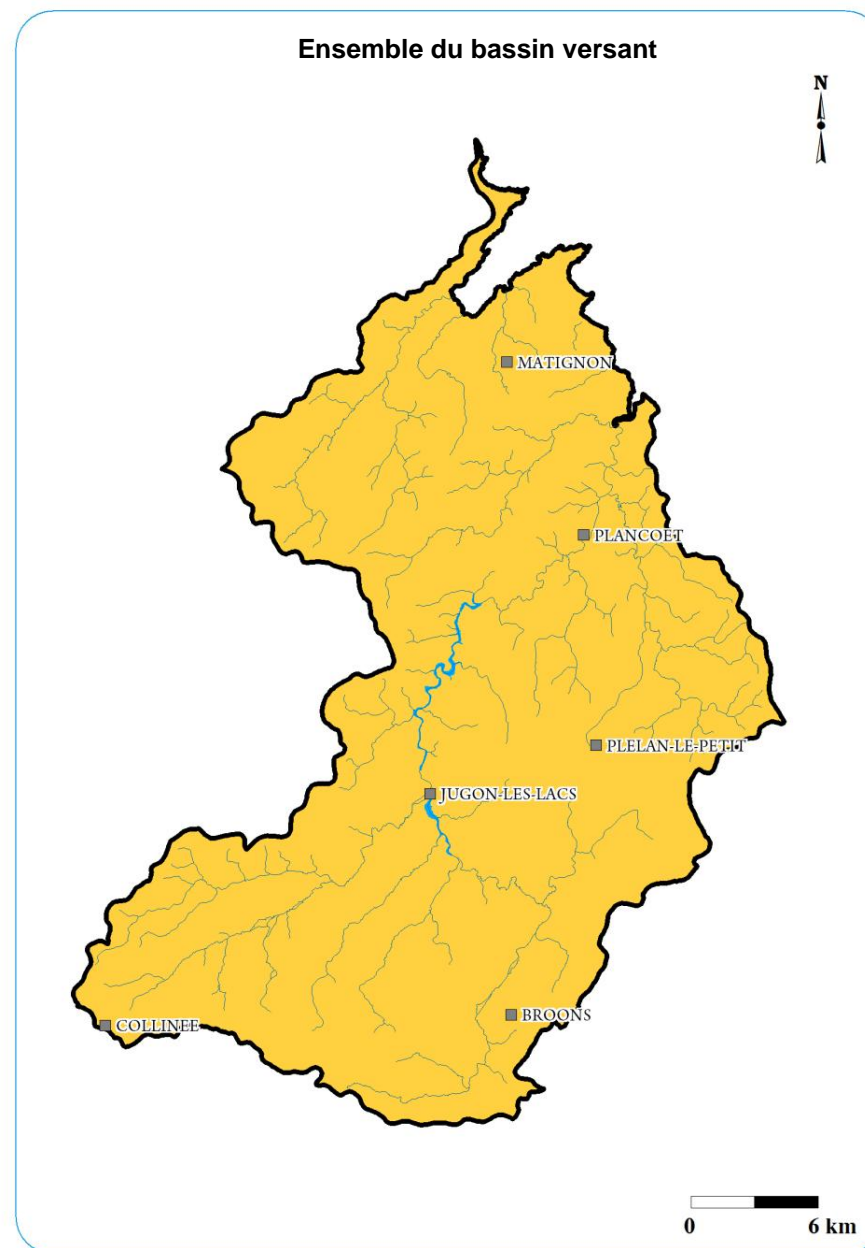 Ensemble du bassin versant
N
MATIGNON
PLANCOET
PLELAN-LE-PETIT
JUGON-LES-LACS
BROONS
COLLINEE
0 6 km